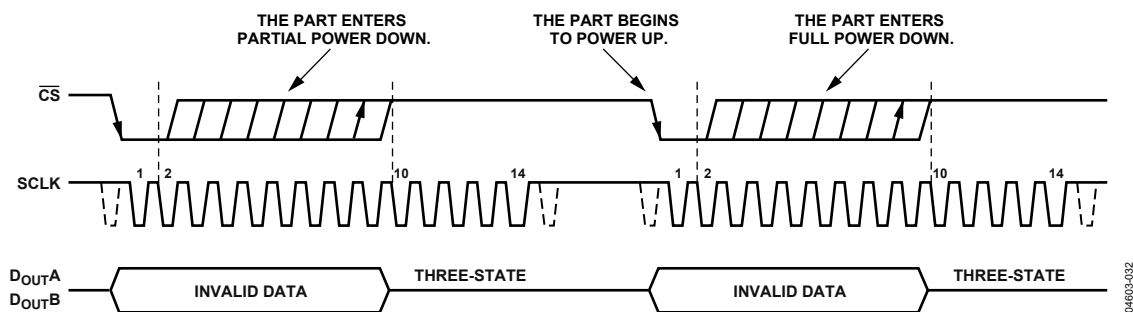 THE PART ENTERS
PARTIAL POWER DOWN.
THE PART BEGINS
TO POWER UP.
THE PART ENTERS
FULL POWER DOWN.
CS
SCLK
1 2 10 14 1 2 10 14
DOUTA
DOUTB
INVALID DATA THREE-STATE INVALID DATA THREE-STATE
04603-032